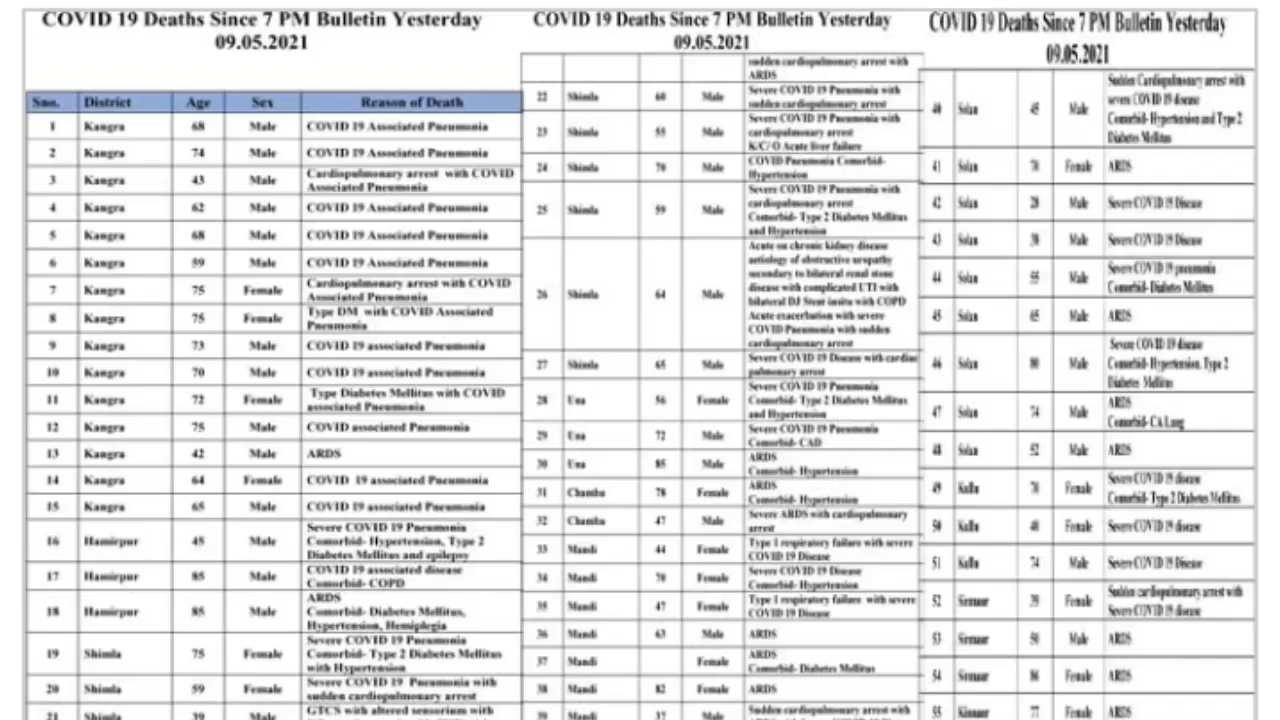 COVID 19 Deaths Since 7 PM Bulletin Yesterday
09.05.2021
Sno. District Age Sex Reason of Death
1 Kangra 68 Male COVID 19 Associated Pneumonia
2 Kangra 74 Male COVID 19 Associated Pneumonia
3 Kangra 43 Male Cardiopulmonary arrest with COVID
Associated Pneumonia
4 Kangra 62 Male COVID 19 Associated Pneumonia
5 Kangra 68 Male COVID 19 Associated Pneumonia
6 Kangra 59 Male COVID 19 Associated Pneumonia
7 Kangra 75 Female Cardiopulmonary arrest with COVID
Associated Pneumonia
8 Kangra 75 Female Type DM with COVID Associated
Pneumonia
9 Kangra 73 Male COVID 19 associated Pneumonia
10 Kangra 70 Male COVID 19 associated Pneumonia
11 Kangra 72 Female Type Diabetes Mellitus with COVID
associated Pneumonia
12 Kangra 75 Male COVID associated Pneumonia
13 Kangra 42 Male ARDS
14 Kangra 64 Female COVID 19 associated Pneumonia
15 Kangra 65 Male COVID 19 associated Pneumonia
16 Hamirpur 45 Male Severe COVID 19 Pneumonia
Comorbid- Hypertension, Type 2
Diabetes Mellitus and epilepsy
17 Hamirpur 85 Male COVID 19 associated disease
Comorbid- COPD
18 Hamirpur 85 Male ARDS
Comorbid- Diabetes Mellitus,
Hypertension, Hemiplegia
19 Shimla 75 Female Severe COVID 19 Pneumonia
Comorbid- Type 2 Diabetes Mellitus
with Hypertension
20 Shimla 59 Female Severe COVID 19 Pneumonia with
sudden cardiopulmonary arrest
21 Shimla 39 Male GTCS with altered sensorium with
COVID 19 Deaths Since 7 PM Bulletin Yesterday
09.05.2021
sudden cardiopulmonary arrest with
ARDS
22 Shimla 60 Male Severe COVID 19 Pneumonia with
sudden cardiopulmonary arrest
23 Shimla 55 Male Severe COVID 19 Pneumonia with
cardiopulmonary arrest
K/C/O Acute liver failure
24 Shimla 70 Male COVID Pneumonia Comorbid-
Hypertension
25 Shimla 59 Male Severe COVID 19 Pneumonia with
cardiopulmonary arrest
Comorbid- Type 2 Diabetes Mellitus
and Hypertension
26 Shimla 64 Male Acute on chronic kidney disease
aetiology of obstructive uropathy
secondary to bilateral renal stone
disease with complicated UTI with
bilateral DJ Stent insitu with COPD
Acute exacerbation with severe
COVID Pneumonia with sudden
cardiopulmonary arrest
27 Shimla 65 Male Severe COVID 19 Disease with cardiac
pulmonary arrest
28 Una 56 Female Severe COVID 19 Pneumonia
Comorbid- Type 2 Diabetes Mellitus
and Hypertension
29 Una 72 Male Severe COVID 19 Pneumonia
Comorbid- CAD
30 Una 85 Male ARDS
Comorbid- Hypertension
31 Chamba 78 Female ARDS
Comorbid- Hypertension
32 Chamba 47 Male Severe ARDS with cardiopulmonary
arrest
33 Mandi 44 Female Type 1 respiratory failure with severe
COVID 19 Disease
34 Mandi 70 Female Severe COVID 19 Disease
Comorbid- Hypertension
35 Mandi 47 Female Type 1 respiratory failure with severe
COVID 19 Disease
36 Mandi 63 Male ARDS
37 Mandi Female ARDS
Comorbid- Diabetes Mellitus
38 Mandi 82 Female ARDS
39 Mandi 37 Male Sudden cardiopulmonary arrest with
COVID 19 Deaths Since 7 PM Bulletin Yesterday
09.05.2021
40 Solan 45 Male Sudden Cardiopulmonary arrest with
severe COVID 19 disease
Comorbid- Hypertension and Type 2
Diabetes Mellitus
41 Solan Female ARDS
42 Solan 28 Male Severe COVID 19 Disease
43 Solan 38 Male Severe COVID 19 Disease
44 Solan 55 Male Severe COVID 19 pneumonia
Comorbid- Diabetes Mellitus
45 Solan 65 Male ARDS
46 Solan 80 Male Severe COVID 19 disease
Comorbid- Hypertension, Type 2
Diabetes Mellitus
47 Solan 74 Male ARDS
Comorbid- CA Lung
48 Solan 52 Male ARDS
49 Kullu Female Severe COVID 19 disease
Comorbid- Type 2 Diabetes Mellitus
50 Kullu Female Severe COVID 19 disease
51 Kullu 74 Male Severe COVID 19 Disease
52 Sirmaur Female Sudden cardiopulmonary arrest with
Severe COVID 19 disease
53 Sirmaur 50 Male ARDS
54 Sirmaur 86 Female ARDS
55 Kinnaur 77 Female ARDS